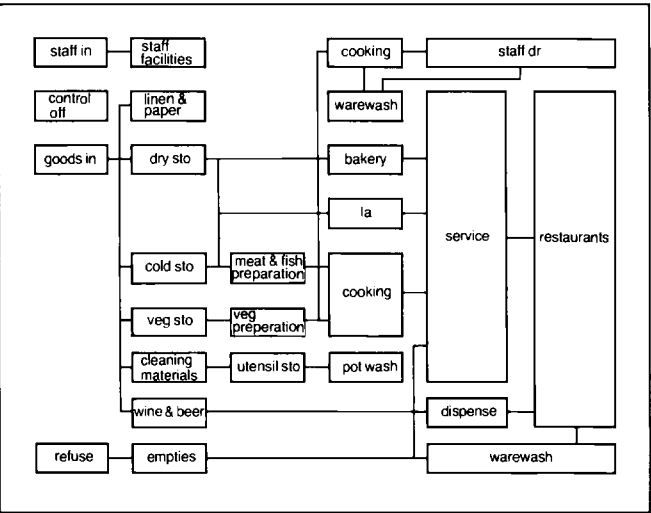 staff in
staff
facilities
cooking
staff dr
control
off
linen &
paper
warewash
goods in
dry sto
bakery
la
service
restaurants
cold sto
meat & fish
preparation
cooking
veg sto
veg
preperation
cleaning
materials
utensil sto
pot wash
wine & beer
dispense
refuse
empties
warewash